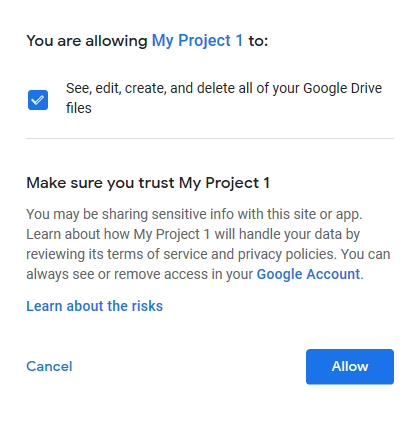 You are allowing My Project 1 to:
See, edit, create, and delete all of your Google Drive
files
Make sure you trust My Project 1
You may be sharing sensitive info with this site or app.
Learn about how My Project 1 will handle your data by
reviewing its terms of service and privacy policies. You can
always see or remove access in your Google Account.
Learn about the risks
Cancel
Allow